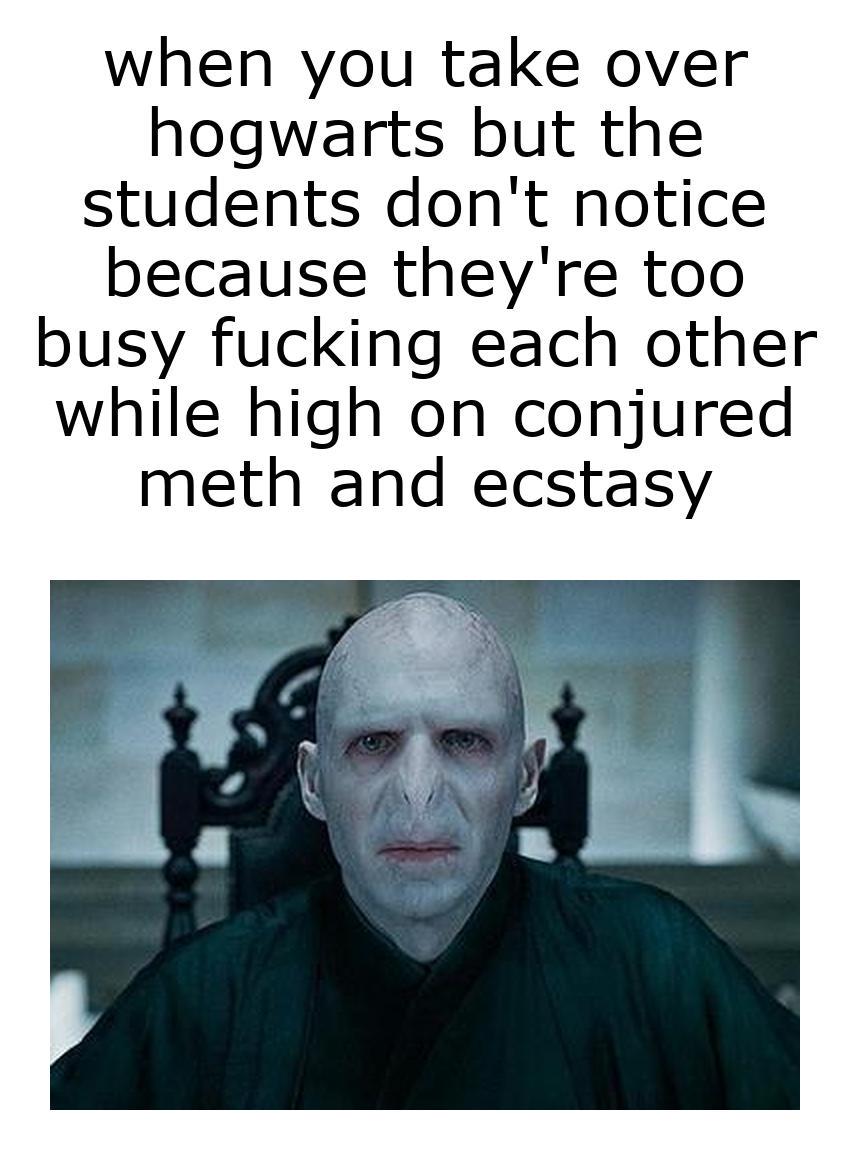 when you take over
hogwarts but the
students don't notice
because they're too
busy fucking each other
while high on conjured
meth and ecstasy